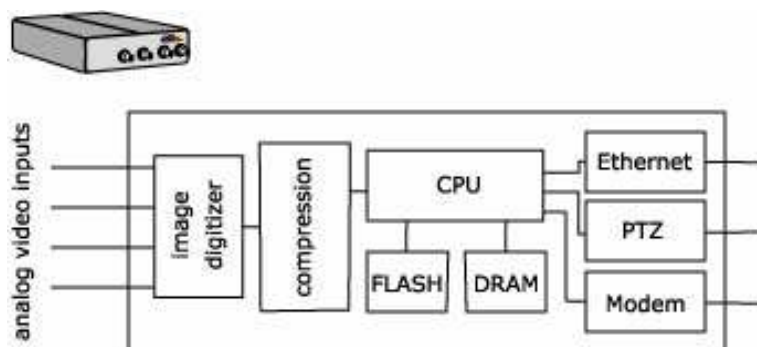 analog video inputs
image
digitizer
compression
CPU
FLASH
DRAM
Ethernet
PTZ
Modem